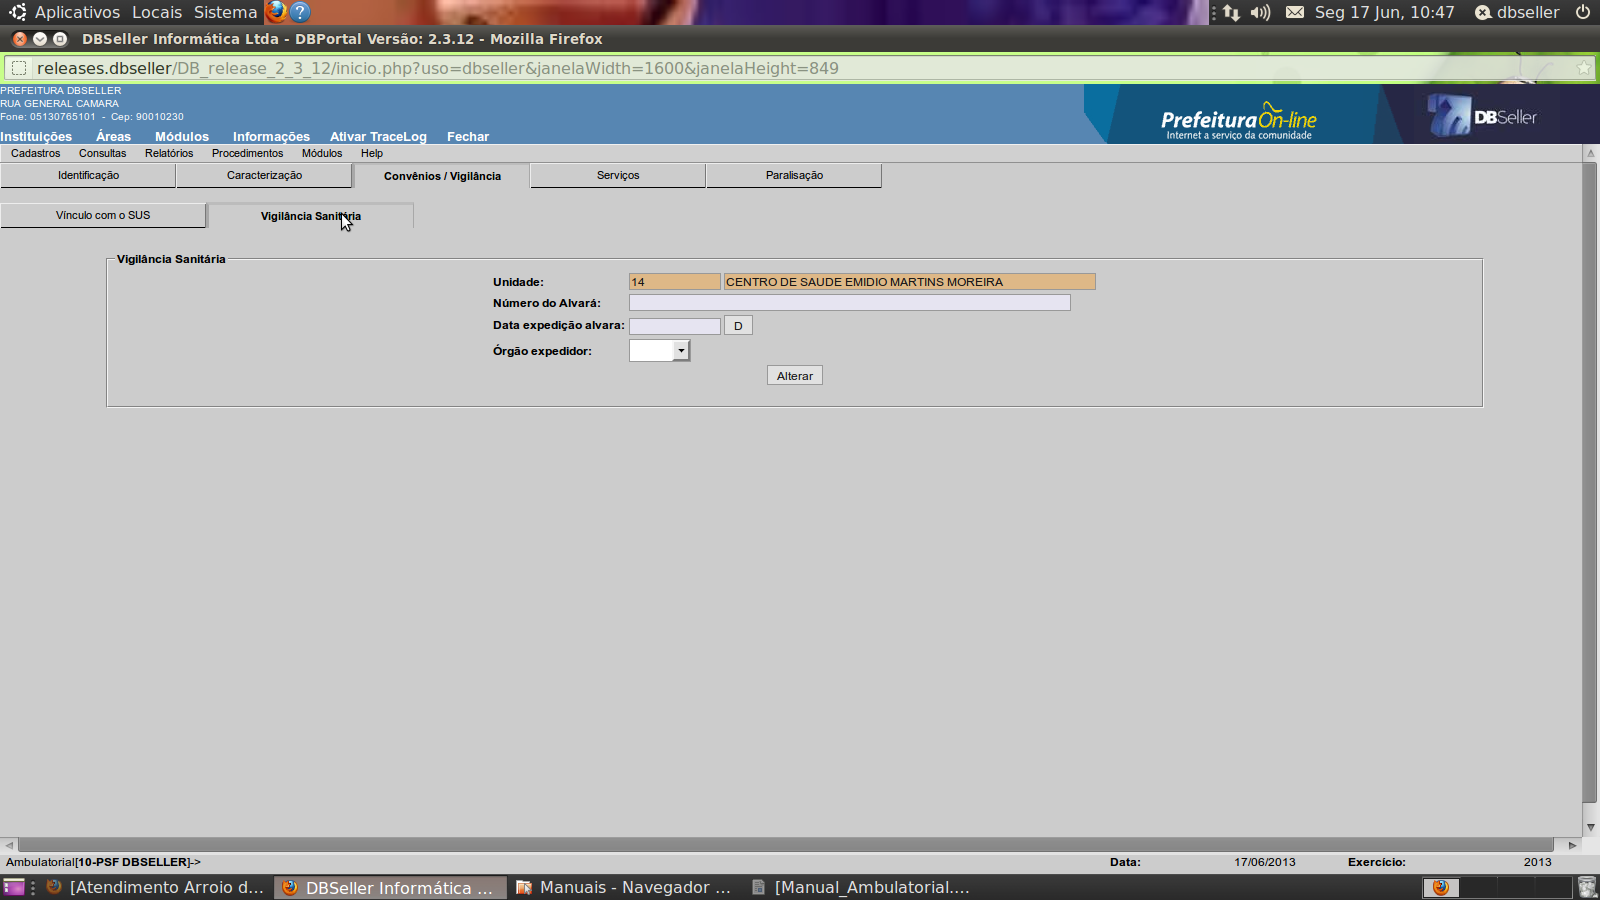 Aplicativos Locais Sistema ? Seg 17 Jun, 10:47 dbseller
DBSeller Informática Ltda - DBPortal Versão: 2.3.12 - Mozilla Firefox
releases.dbseller/DB_release_2_3_12/inicio.php?uso=dbseller&janelaWidth=1600&janelaHeight=849
PREFEITURA DBSELLER
RUA GENERAL CAMARA
Fone: 05130765101 - Cep: 90010230
Prefeitura On-line
Internet a serviço da comunidade
DBSeller
Instituições Áreas Módulos Informações Ativar TraceLog Fechar
Cadastros Consultas Relatórios Procedimentos Módulos Help
Identificação Caracterização Convênios / Vigilância Serviços Paralisação
Vínculo com o SUS Vigilância Sanitária
Vigilância Sanitária
Unidade: 14 CENTRO DE SAUDE EMIDIO MARTINS MOREIRA
Número do Alvará:
Data expedição alvara: D
Órgão expedidor:
Alterar
Ambulatorial[10-PSF DBSELLER]-> Data: 17/06/2013 Exercício: 2013
[Atendimento Arroio d... DBSeller Informática ... Manuais - Navegador ... [Manual_Ambulatorial....